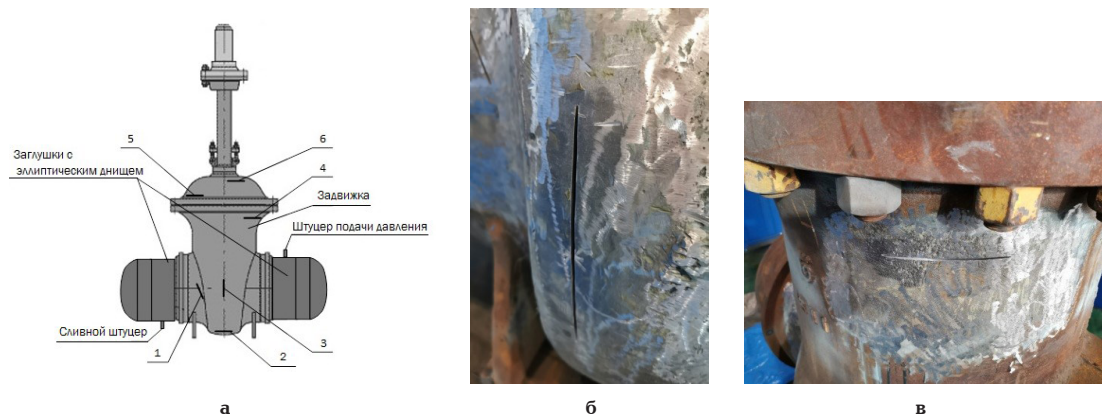 5
6
Заглушки с
эллиптическим днищем
4
Задвижка
Штуцер подачи давления
Сливной штуцер
1
2
3
а
б
в